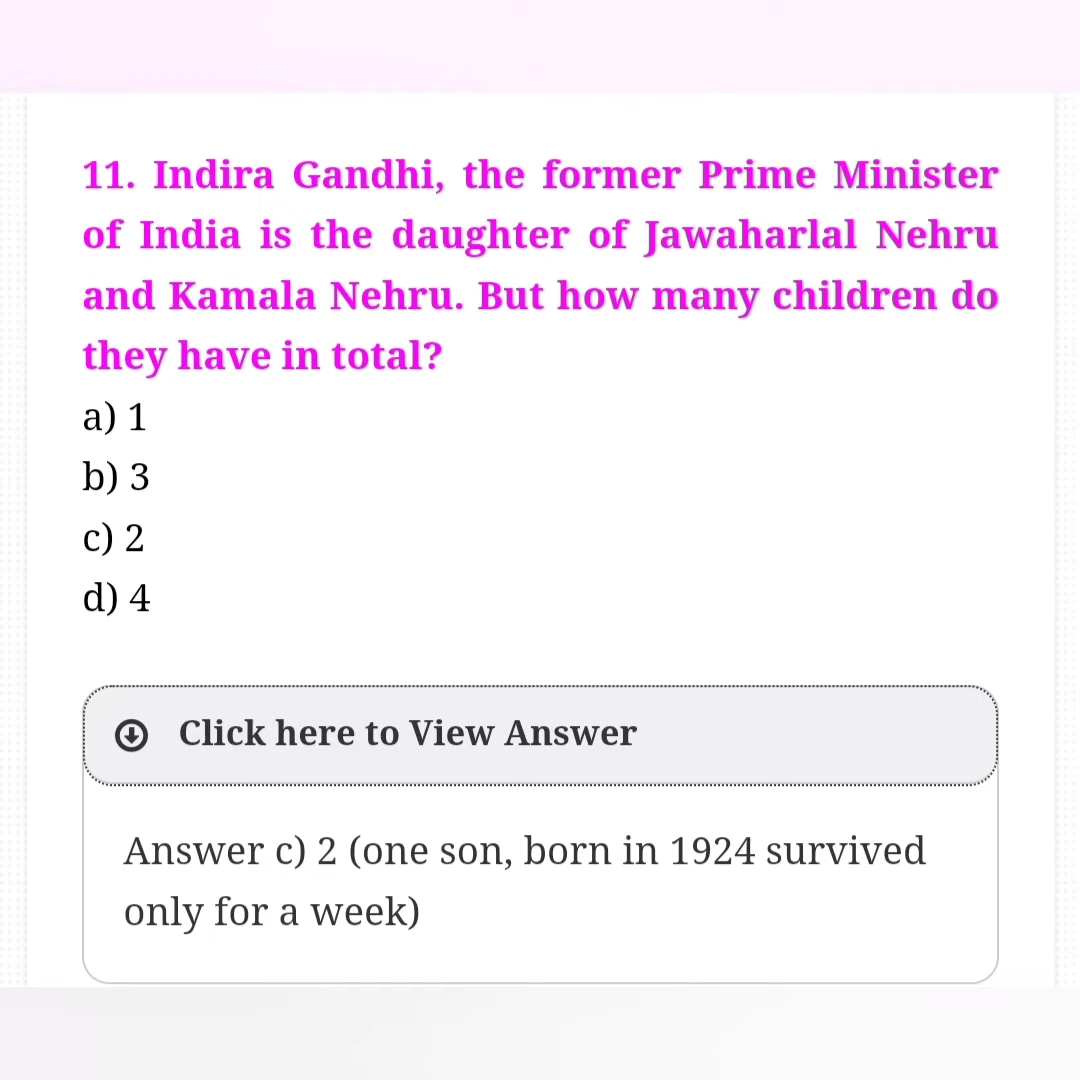 11. Indira Gandhi, the former Prime Minister
of India is the daughter of Jawaharlal Nehru
and Kamala Nehru. But how many children do
they have in total?
a) 1
b) 3
c) 2
d) 4
Click here to View Answer
Answer c) 2 (one son, born in 1924 survived
only for a week)